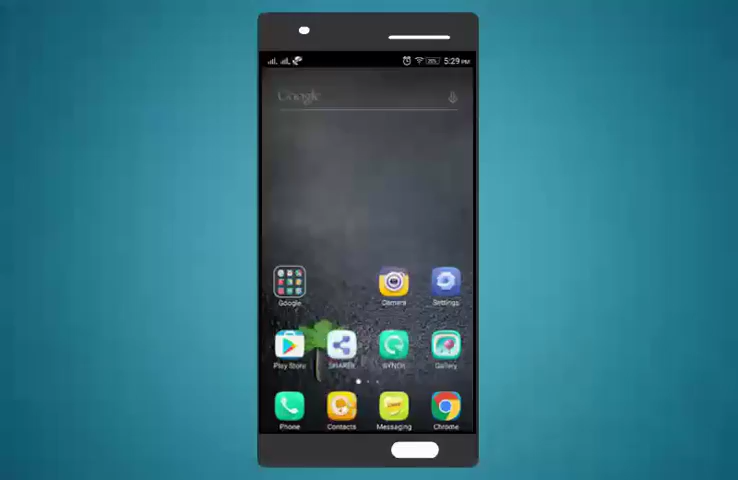 5:29 PM
Google
Google
Camera
Settings
Play Store
SHAREit
SYNCit
Gallery
Phone
Contacts
Messaging
Chrome